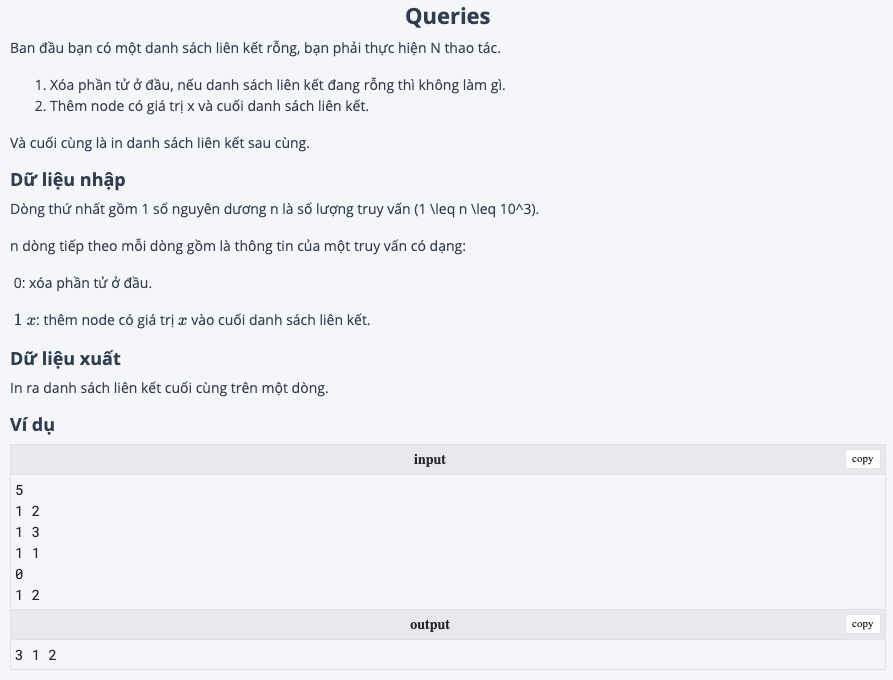 Queries
Ban đầu bạn có một danh sách liên kết rỗng, bạn phải thực hiện N thao tác.
1. Xóa phần tử ở đầu, nếu danh sách liên kết đang rỗng thì không làm gì.
2. Thêm node có giá trị x và cuối danh sách liên kết.
Và cuối cùng là in danh sách liên kết sau cùng.
Dữ liệu nhập
Dòng thứ nhất gồm 1 số nguyên dương n là số lượng truy vấn (1 \leq n \leq 10^3).
n dòng tiếp theo mỗi dòng gồm là thông tin của một truy vấn có dạng:
0: xóa phần tử ở đầu.
1 x: thêm node có giá trị x vào cuối danh sách liên kết.
Dữ liệu xuất
In ra danh sách liên kết cuối cùng trên một dòng.
Ví dụ
input copy
5
1 2
1 3
1 1
0
1 2
output copy
3 1 2